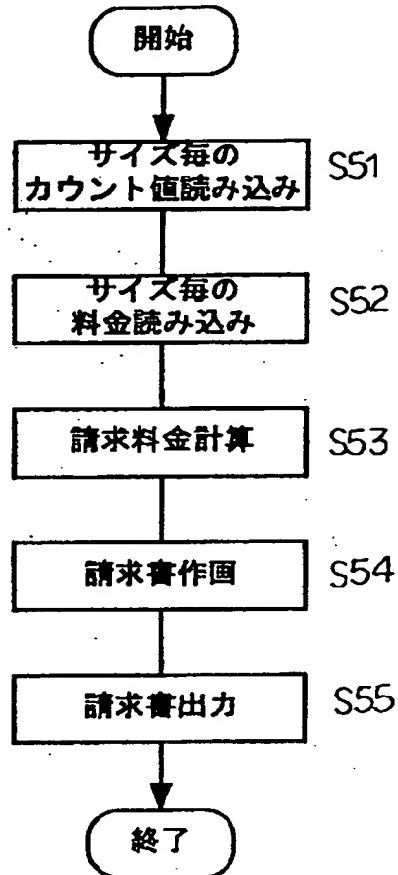 開始
サイズ毎の
カウント値読み込み
S51
サイズ毎の
料金読み込み
S52
請求料金計算
S53
請求書作画
S54
請求書出力
S55
終了